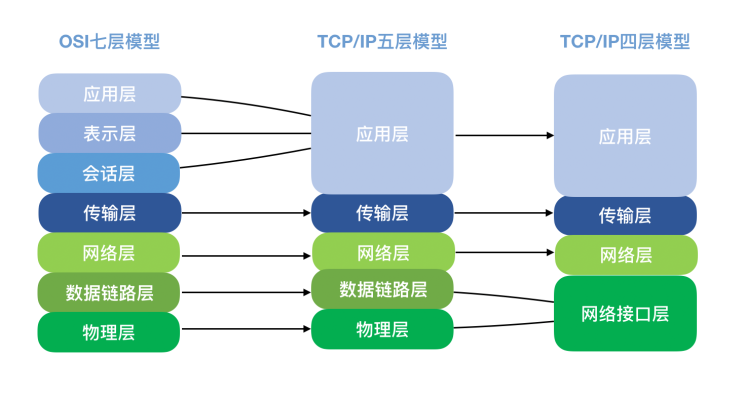 OSI七层模型
TCP/IP五层模型
TCP/IP四层模型
应用层
表示层
会话层
传输层
网络层
数据链路层
物理层
应用层
传输层
网络层
数据链路层
物理层
应用层
传输层
网络层
网络接口层